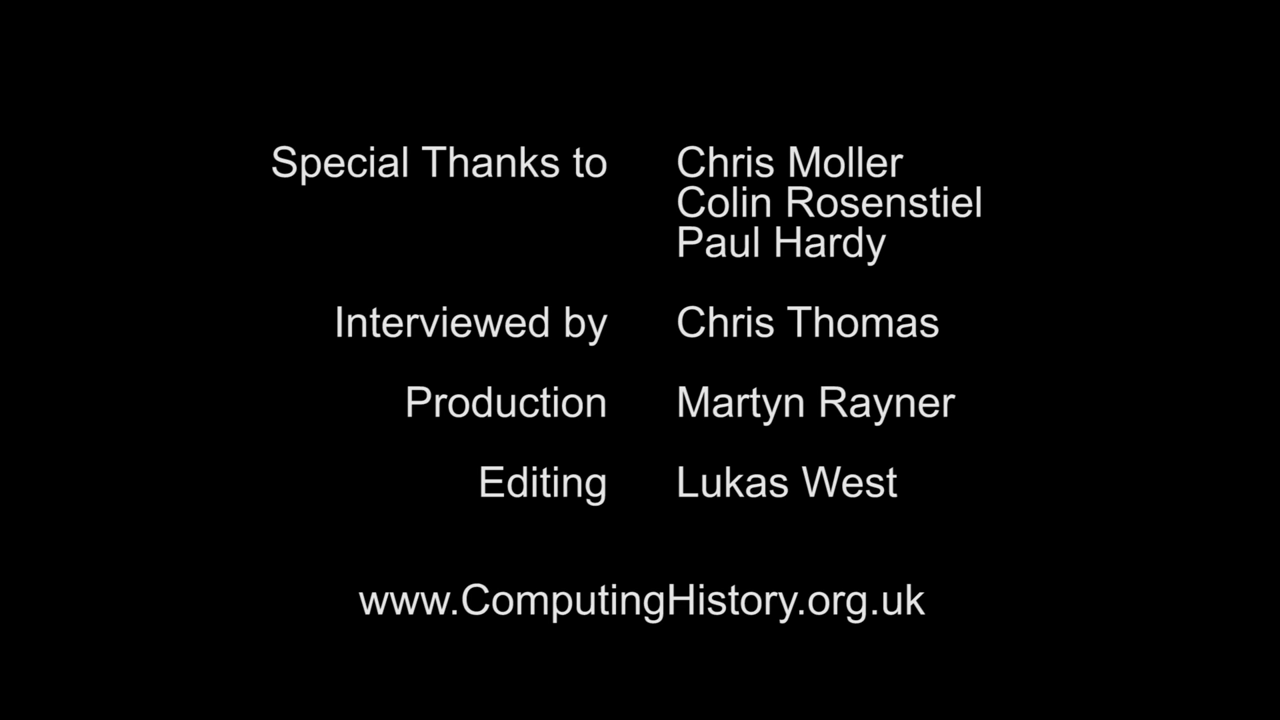 Special Thanks to Chris Moller
Colin Rosenstiel
Paul Hardy
Interviewed by Chris Thomas
Production Martyn Rayner
Editing Lukas West
www.ComputingHistory.org.uk